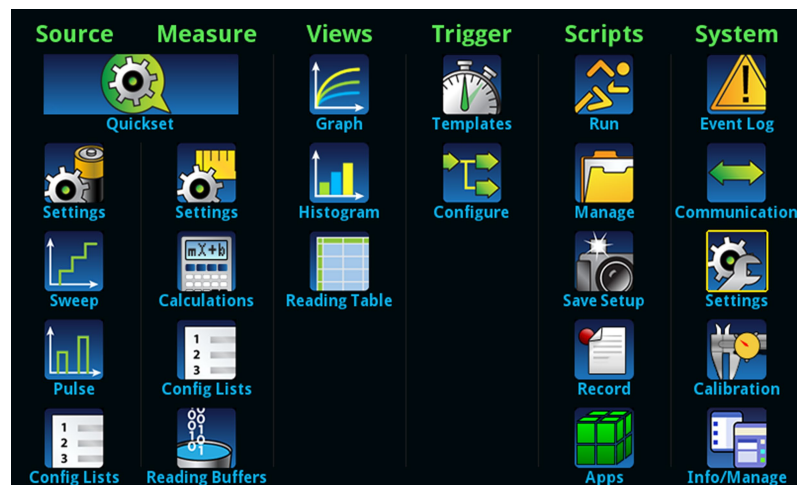 Source Measure Views Trigger Scripts System
Quickset Graph Templates Run Event Log
Settings Settings Histogram Configure Manage Communication
mX+b
Sweep Calculations Reading Table Save Setup Settings
1
2
3
Pulse Config Lists Record Calibration
1
2
3
Config Lists Reading Buffers Apps Info/Manage